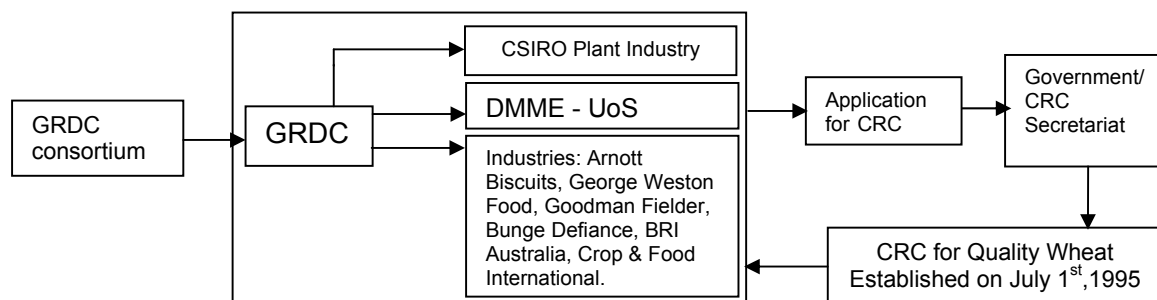 GRDC
consortium
GRDC
CSIRO Plant Industry
DMME - UoS
Industries: Arnott
Biscuits, George Weston
Food, Goodman Fielder,
Bunge Defiance, BRI
Australia, Crop & Food
International.
Application
for CRC
Government/
CRC
Secretariat
CRC for Quality Wheat
Established on July 1st,1995